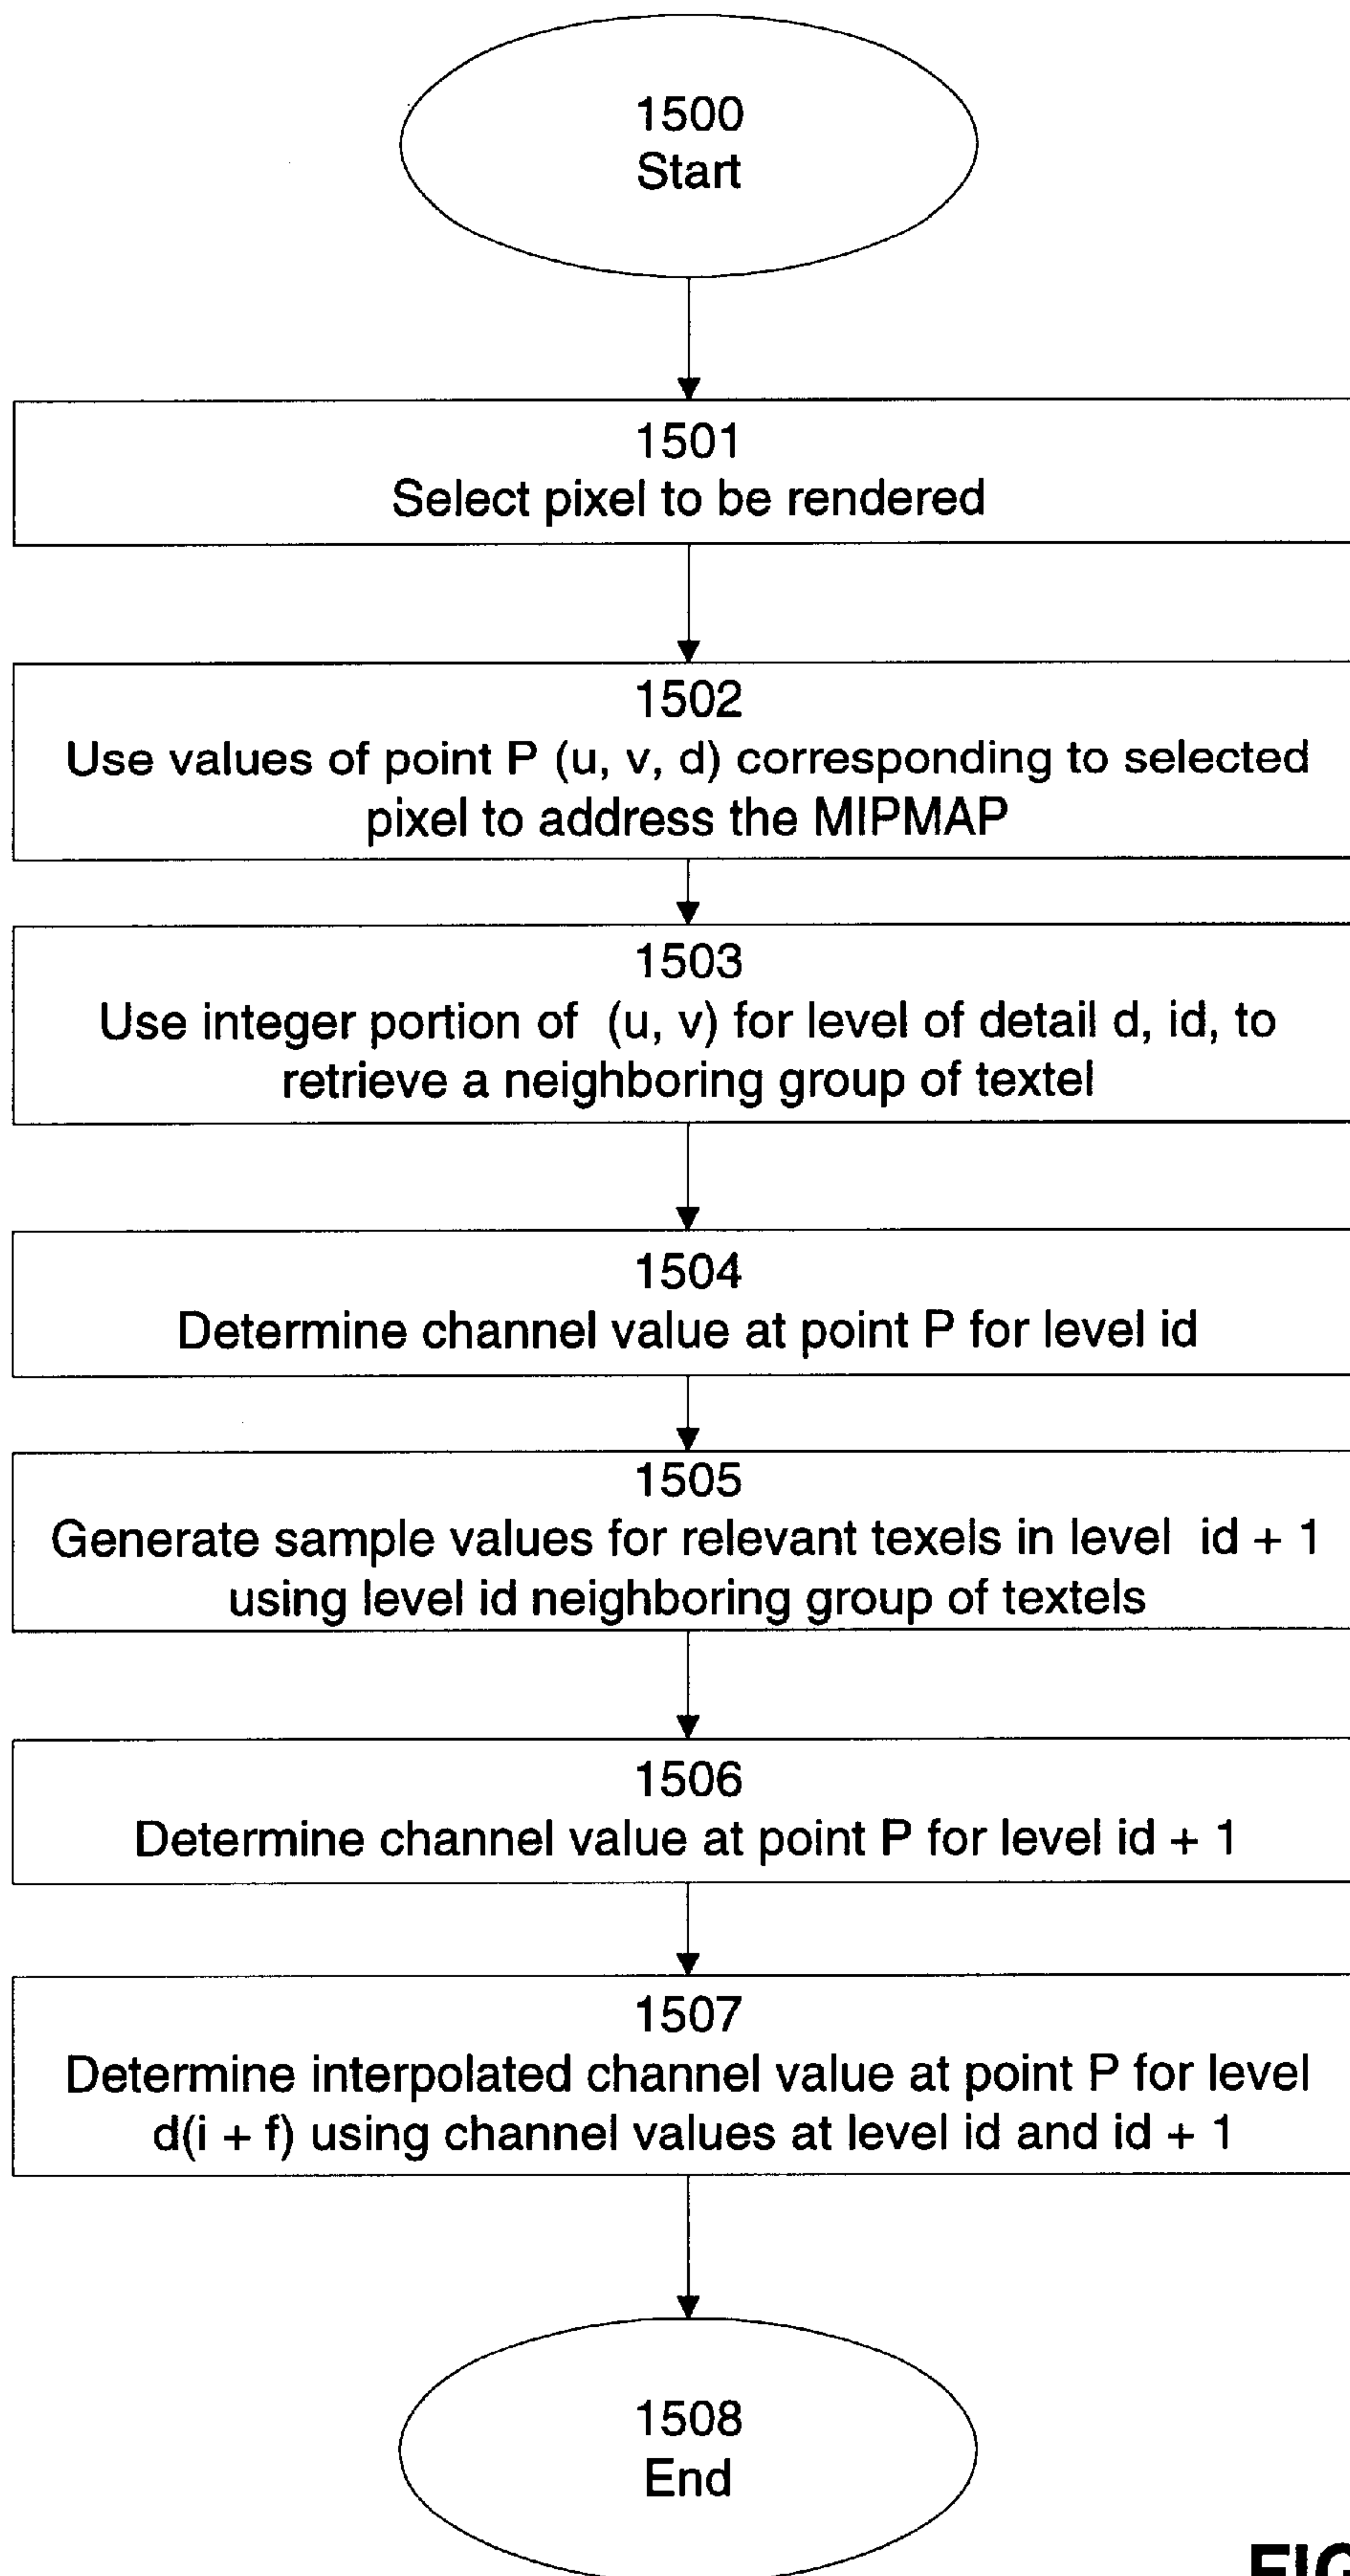 1500
Start
1501
Select pixel to be rendered
1502
Use values of point P (u, v, d) corresponding to selected
pixel to address the MIPMAP
1503
Use integer portion of (u, v) for level of detail d, id, to
retrieve a neighboring group of textel
1504
Determine channel value at point P for level id
1505
Generate sample values for relevant texels in level id + 1
using level id neighboring group of textels
1506
Determine channel value at point P for level id + 1
1507
Determine interpolated channel value at point P for level
d(i + f) using channel values at level id and id + 1
1508
End